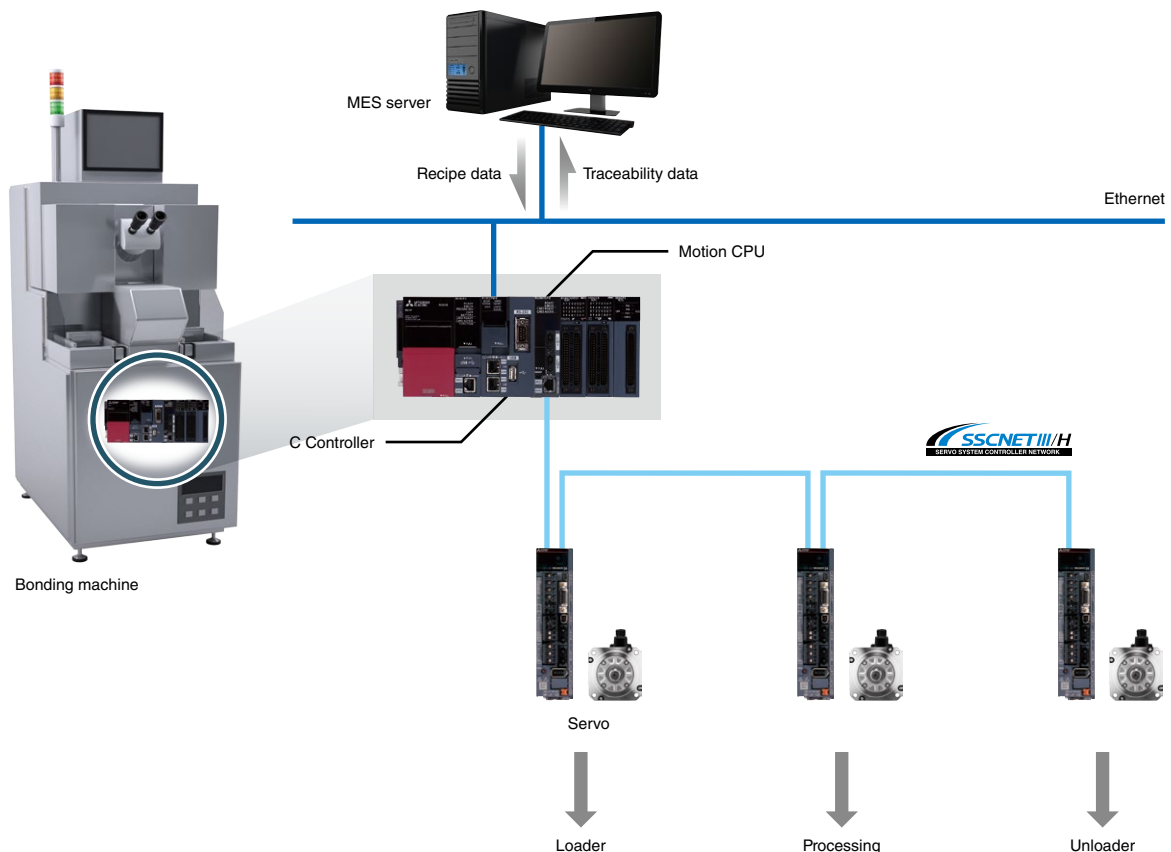 MES server
Recipe data
Traceability data
Ethernet
Motion CPU
C Controller
SSCNETIII/H
SERVO SYSTEM CONTROLLER NETWORK
Bonding machine
Servo
Loader
Processing
Unloader